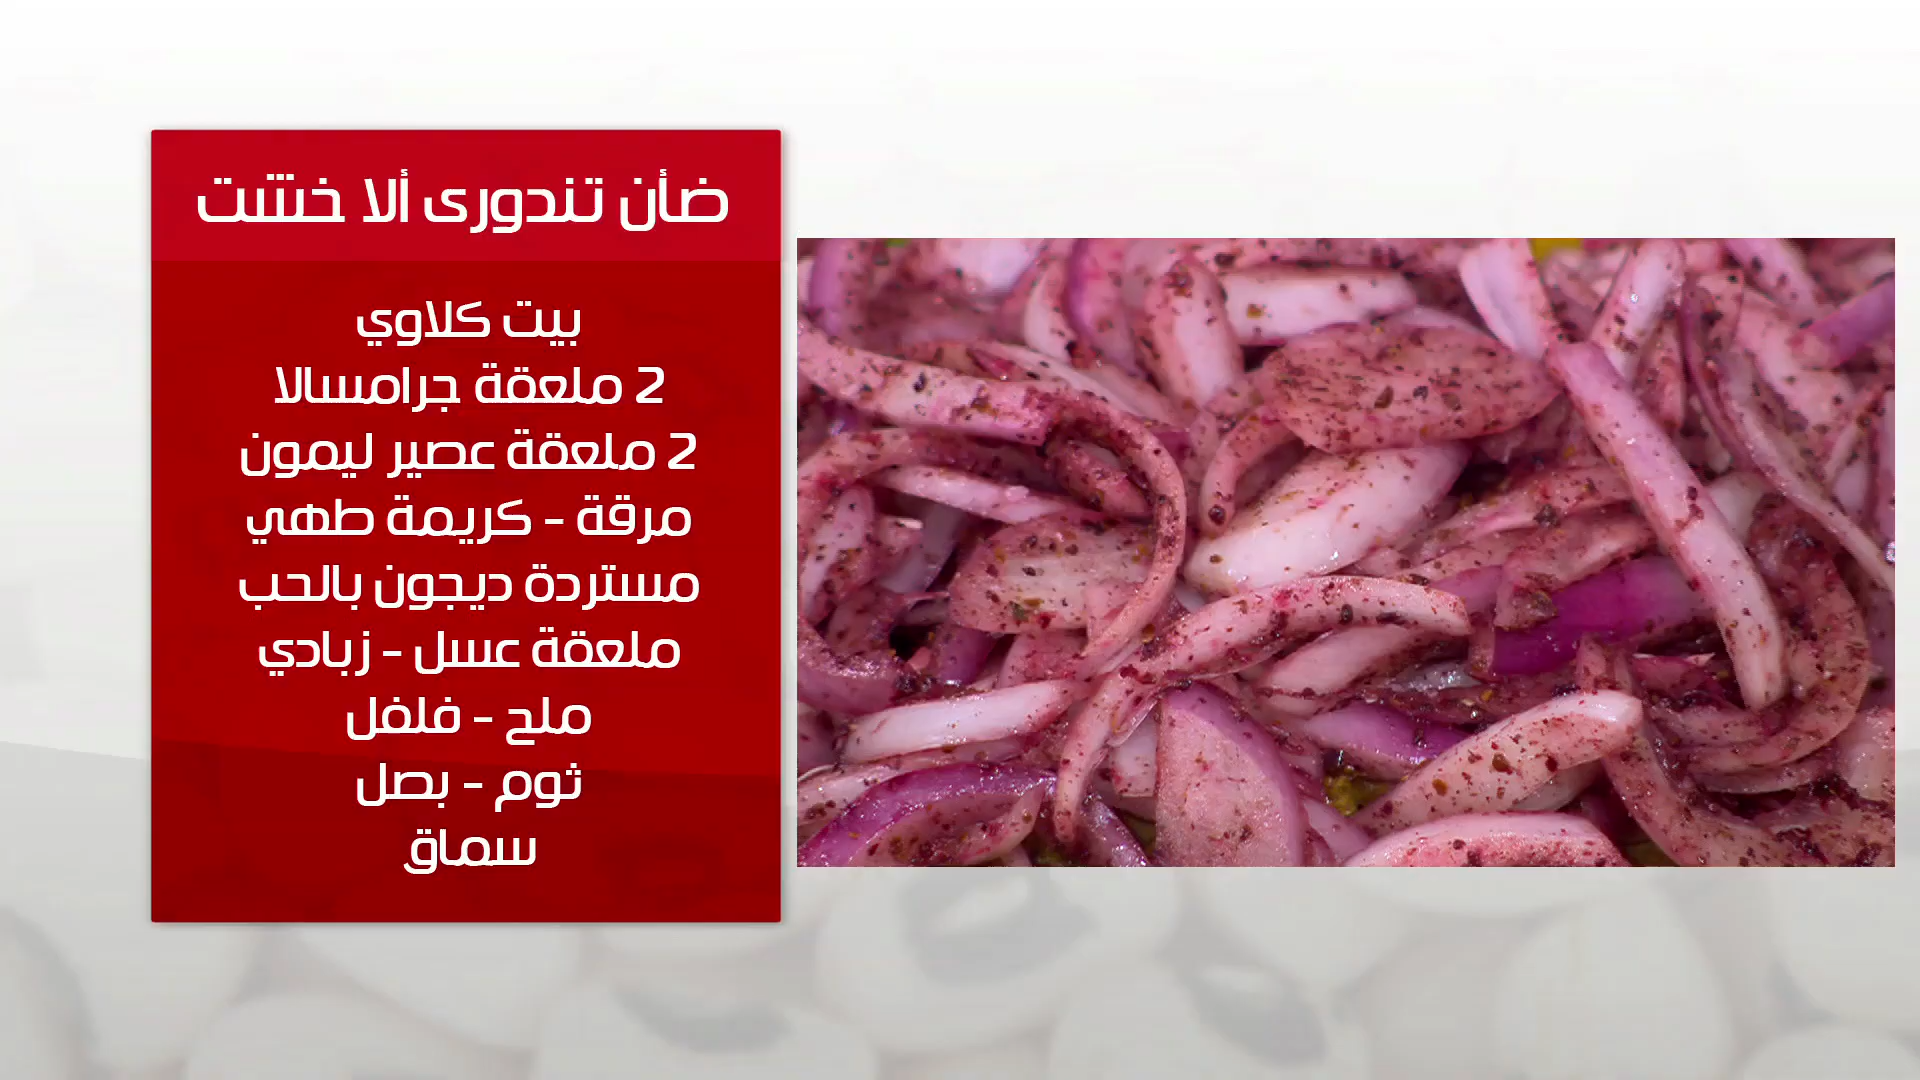 ضأن تندورى ألا خشت
بيت كلاوي
2 ملعقة جرامسالا
2 ملعقة عصير ليمون
مرقة - كريمة طهي
مستردة ديجون بالحب
ملعقة عسل - زبادي
ملح - فلفل
ثوم - بصل
سماق